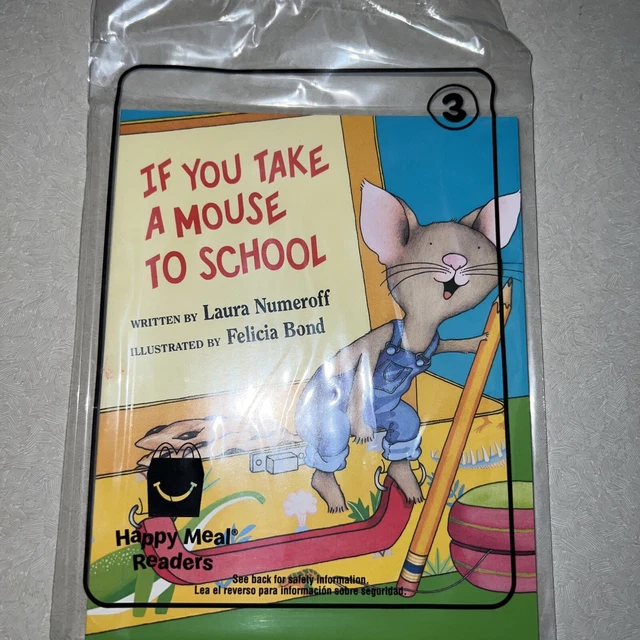 3
IF YOU TAKE
A MOUSE
TO SCHOOL
WRITTEN BY Laura Numeroff
ILLUSTRATED BY Felicia Bond
Happy Meal®
Readers
See back for safety information.
Lea el reverso para información sobre seguridad.